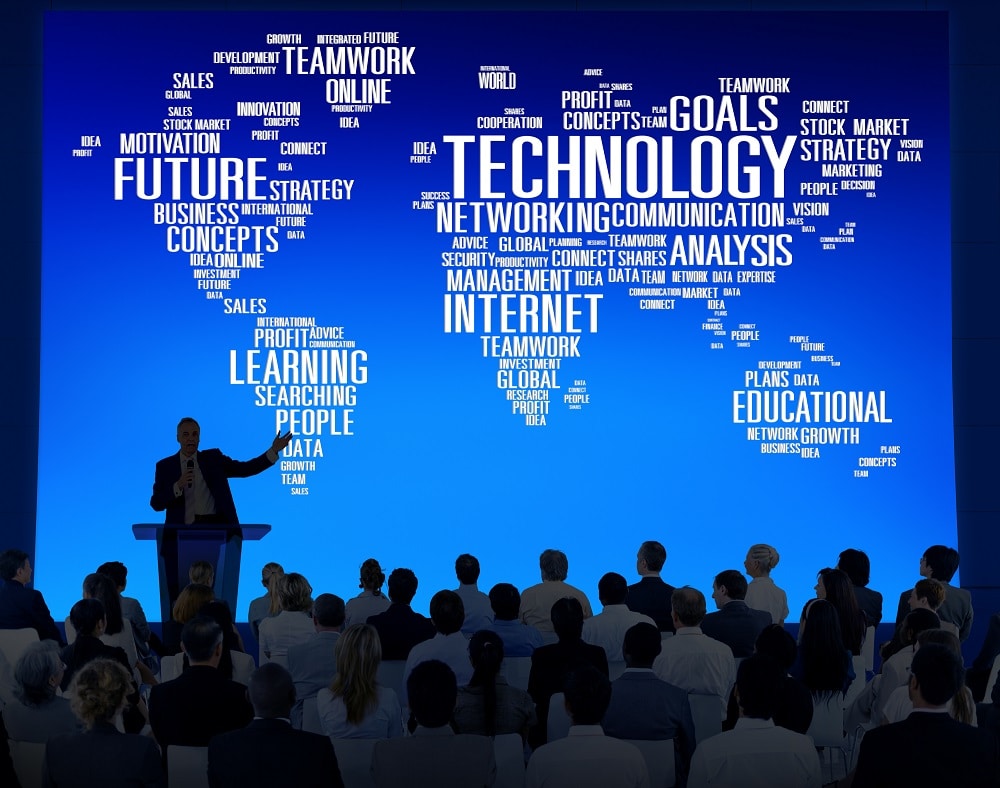 GROWTH INTEGRATED FUTURE
DEVELOPMENT TEAMWORK
PRODUCTIVITY
SALES ONLINE
GLOBAL
SALES INNOVATION PRODUCTIVITY
STOCK MARKET CONCEPTS IDEA
IDEA MOTIVATION PROFIT
PROFIT CONNECT
FUTURE IDEA
STRATEGY
BUSINESS INTERNATIONAL
FUTURE
CONCEPTS DATA
IDEA ONLINE
INVESTMENT
FUTURE
DATA
SALES
INTERNATIONAL
PROFIT ADVICE
COMMUNICATION
LEARNING
SEARCHING
PEOPLE
DATA
GROWTH
TEAM
SALES
INTERNATIONAL
WORLD
ADVICE
DATA SHARES
TEAMWORK
PROFIT DATA
SHARES PLAN GOALS CONNECT
COOPERATION CONCEPTS TEAM
STOCK MARKET
IDEA TECHNOLOGY STRATEGY VISION
PEOPLE DATA
MARKETING
PEOPLE DECISION
IDEA
SUCCESS
PLANS
NETWORKING COMMUNICATION VISION
SALES
DATA
TEAM
PLAN
COMMUNICATION
DATA
ADVICE GLOBAL PLANNING RESEARCH TEAMWORK ANALYSIS
SECURITY PRODUCTIVITY CONNECT SHARES
MANAGEMENT IDEA DATA TEAM NETWORK DATA EXPERTISE
INTERNET COMMUNICATION MARKET DATA
CONNECT IDEA
PLANS
TEAMWORK
FINANCE CONNECT
VISION PEOPLE
DATA SHARES
INVESTMENT
GLOBAL DATA
CONNECT
RESEARCH PEOPLE
PROFIT SHARES
IDEA
PEOPLE
FUTURE
BUSINESS
DEVELOPMENT
PLANS DATA
EDUCATIONAL
NETWORK GROWTH
BUSINESS IDEA PLANS
CONCEPTS
TEAM